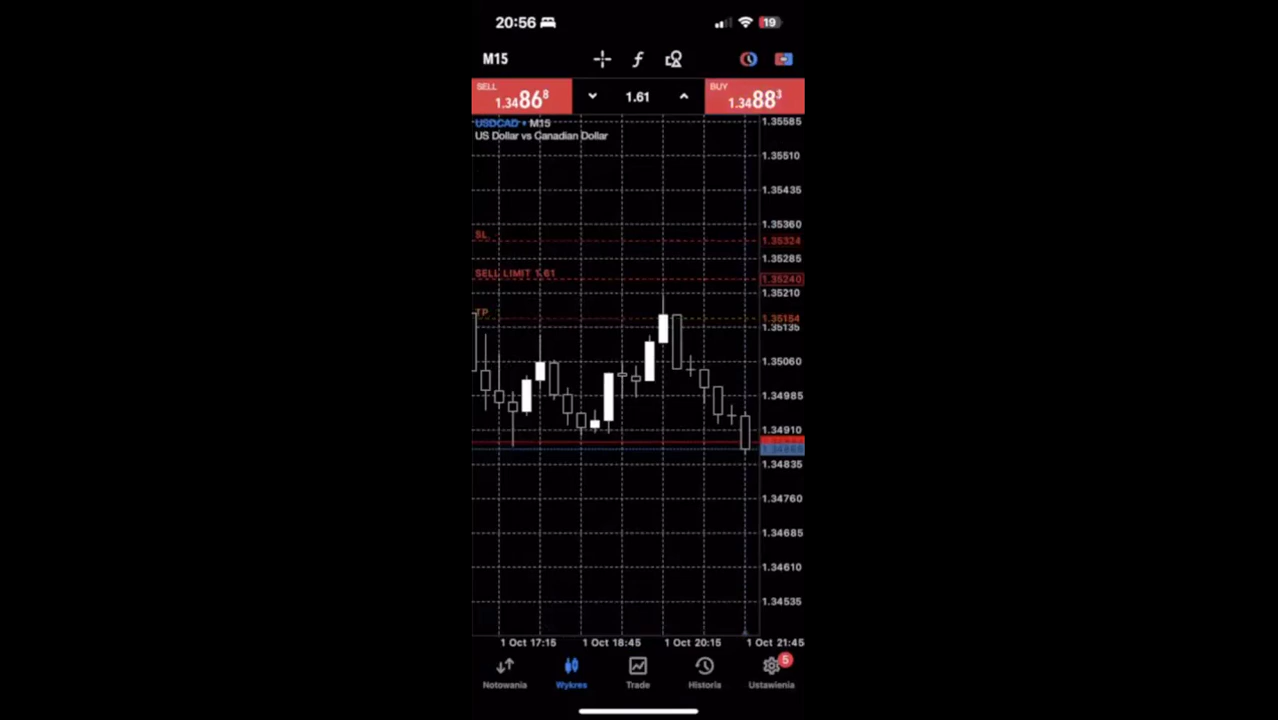 20:56 19
M15
SELL BUY
1.34868 1.61 1.34883
USDCAD • M15
US Dollar vs Canadian Dollar
1.35585
1.35510
1.35435
1.35360
SL
1.35324
1.35285
SELL LIMIT 1.61
1.35240
1.35210
TP
1.35154
1.35135
1.35060
1.34985
1.34910
1.34835
1.34760
1.34685
1.34610
1.34535
1 Oct 17:15 1 Oct 18:45 1 Oct 20:15 1 Oct 21:45
5
Notowania Wykres Trade Historia Ustawienia